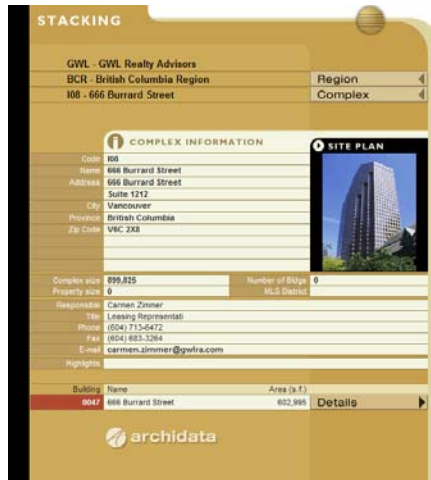 STACKING
GWL - GWL Realty Advisors
BCR - British Columbia Region
Region
I08 - 666 Burrard Street
Complex
COMPLEX INFORMATION
SITE PLAN
Code I08
Name 666 Burrard Street
Address 666 Burrard Street
Suite 1212
City Vancouver
Province British Columbia
Zip Code V6C 2X8
Complex size 899,825 Number of Bldgs 0
Property size 0 MLS District
Responsible Carmen Zimmer
Title Leasing Representati
Phone (604) 713-6472
Fax (604) 683-3264
E-mail carmen.zimmer@gwlra.com
Highlights
Building Name Area (s.f.)
0047 666 Burrard Street 602,995 Details
archidata